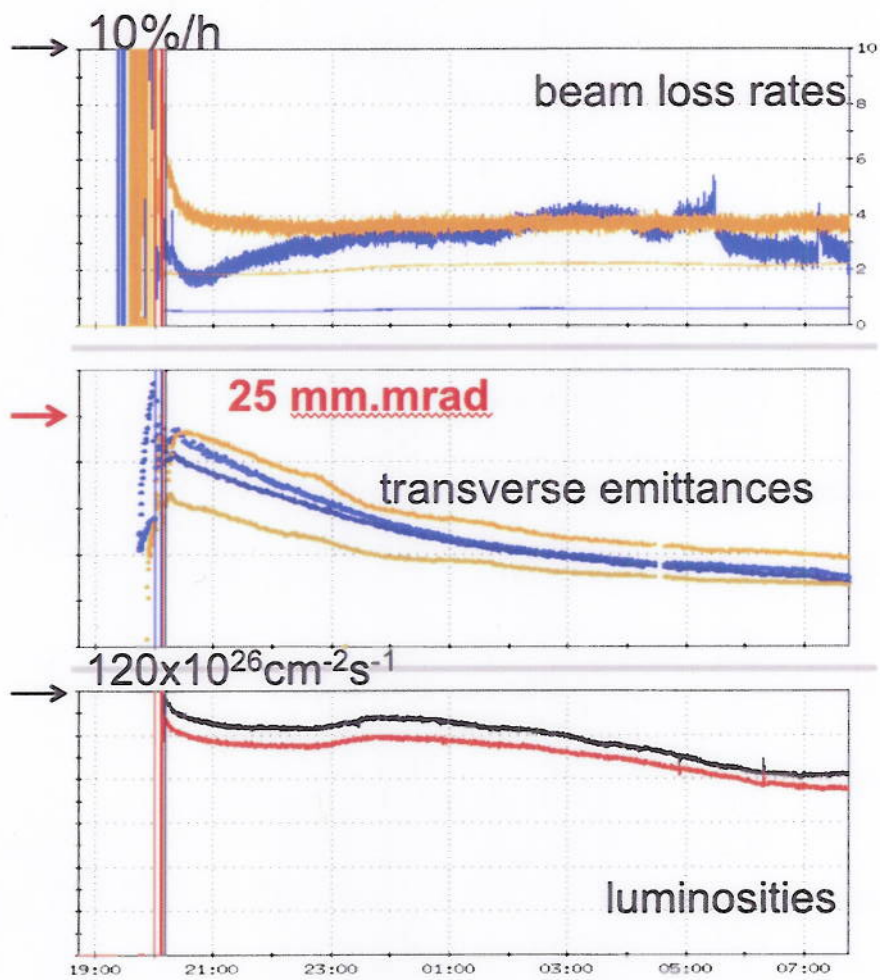 10%/h
beam loss rates
10
8
6
4
2
0
25 mm.mrad
transverse emittances
120x10²⁶cm⁻²s⁻¹
luminosities
19:00 21:00 23:00 01:00 03:00 05:00 07:00